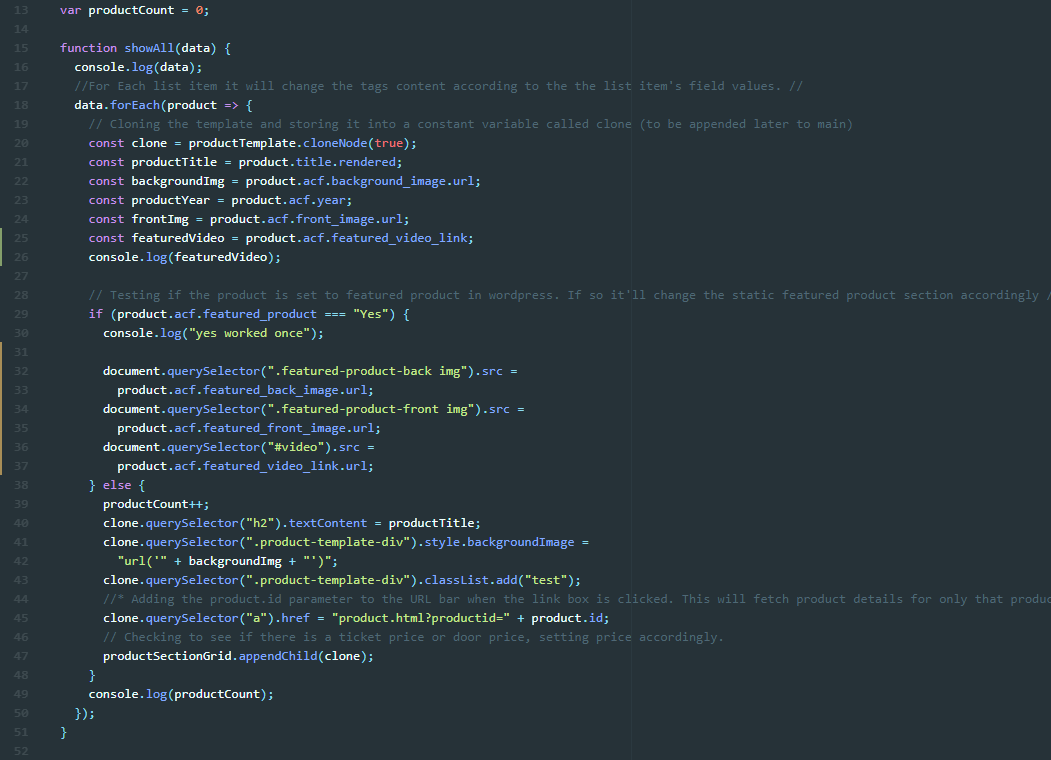 13 var productCount = 0;
14
15 function showAll(data) {
16 console.log(data);
17 //For Each list item it will change the tags content according to the the list item's field values. //
18 data.forEach(product => {
19 // Cloning the template and storing it into a constant variable called clone (to be appended later to main)
20 const clone = productTemplate.cloneNode(true);
21 const productTitle = product.title.rendered;
22 const backgroundImg = product.acf.background_image.url;
23 const productYear = product.acf.year;
24 const frontImg = product.acf.front_image.url;
25 const featuredVideo = product.acf.featured_video_link;
26 console.log(featuredVideo);
27
28 // Testing if the product is set to featured product in wordpress. If so it'll change the static featured product section accordingly /
29 if (product.acf.featured_product === "Yes") {
30 console.log("yes worked once");
31
32 document.querySelector(".featured-product-back img").src =
33 product.acf.featured_back_image.url;
34 document.querySelector(".featured-product-front img").src =
35 product.acf.featured_front_image.url;
36 document.querySelector("#video").src =
37 product.acf.featured_video_link.url;
38 } else {
39 productCount++;
40 clone.querySelector("h2").textContent = productTitle;
41 clone.querySelector(".product-template-div").style.backgroundImage =
42 "url('" + backgroundImg + "')";
43 clone.querySelector(".product-template-div").classList.add("test");
44 //* Adding the product.id parameter to the URL bar when the link box is clicked. This will fetch product details for only that produc
45 clone.querySelector("a").href = "product.html?productid=" + product.id;
46 // Checking to see if there is a ticket price or door price, setting price accordingly.
47 productSectionGrid.appendChild(clone);
48 }
49 console.log(productCount);
50 });
51 }
52